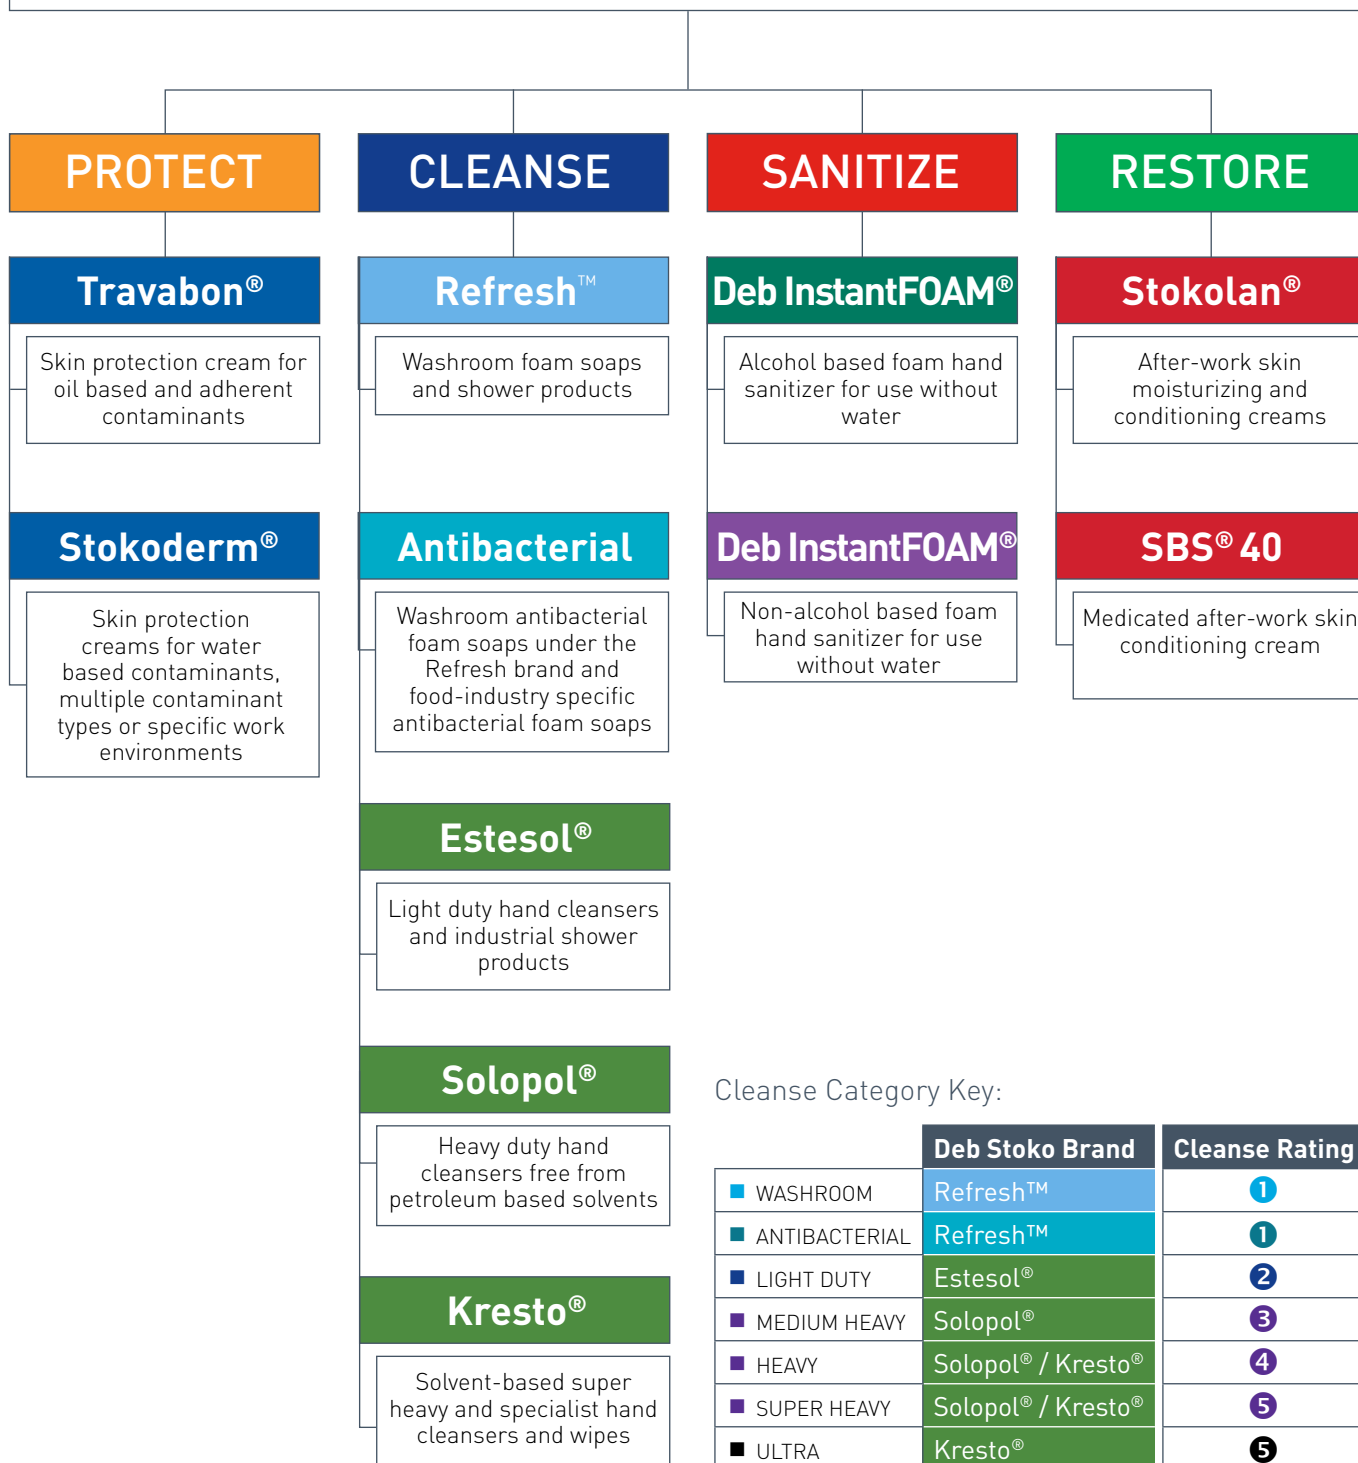 PROTECT
CLEANSE
SANITIZE
RESTORE
Travabon®
Skin protection cream for
oil based and adherent
contaminants
Stokoderm®
Skin protection
creams for water
based contaminants,
multiple contaminant
types or specific work
environments
Refresh™
Washroom foam soaps
and shower products
Antibacterial
Washroom antibacterial
foam soaps under the
Refresh brand and
food-industry specific
antibacterial foam soaps
Estesol®
Light duty hand cleansers
and industrial shower
products
Solopol®
Heavy duty hand
cleansers free from
petroleum based solvents
Kresto®
Solvent-based super
heavy and specialist hand
cleansers and wipes
Deb InstantFOAM®
Alcohol based foam hand
sanitizer for use without
water
Deb InstantFOAM®
Non-alcohol based foam
hand sanitizer for use
without water
Stokolan®
After-work skin
moisturizing and
conditioning creams
SBS® 40
Medicated after-work skin
conditioning cream
Cleanse Category Key:
Deb Stoko Brand Cleanse Rating
WASHROOM Refresh™ 1
ANTIBACTERIAL Refresh™ 1
LIGHT DUTY Estesol® 2
MEDIUM HEAVY Solopol® 3
HEAVY Solopol® / Kresto® 4
SUPER HEAVY Solopol® / Kresto® 5
ULTRA Kresto® 5